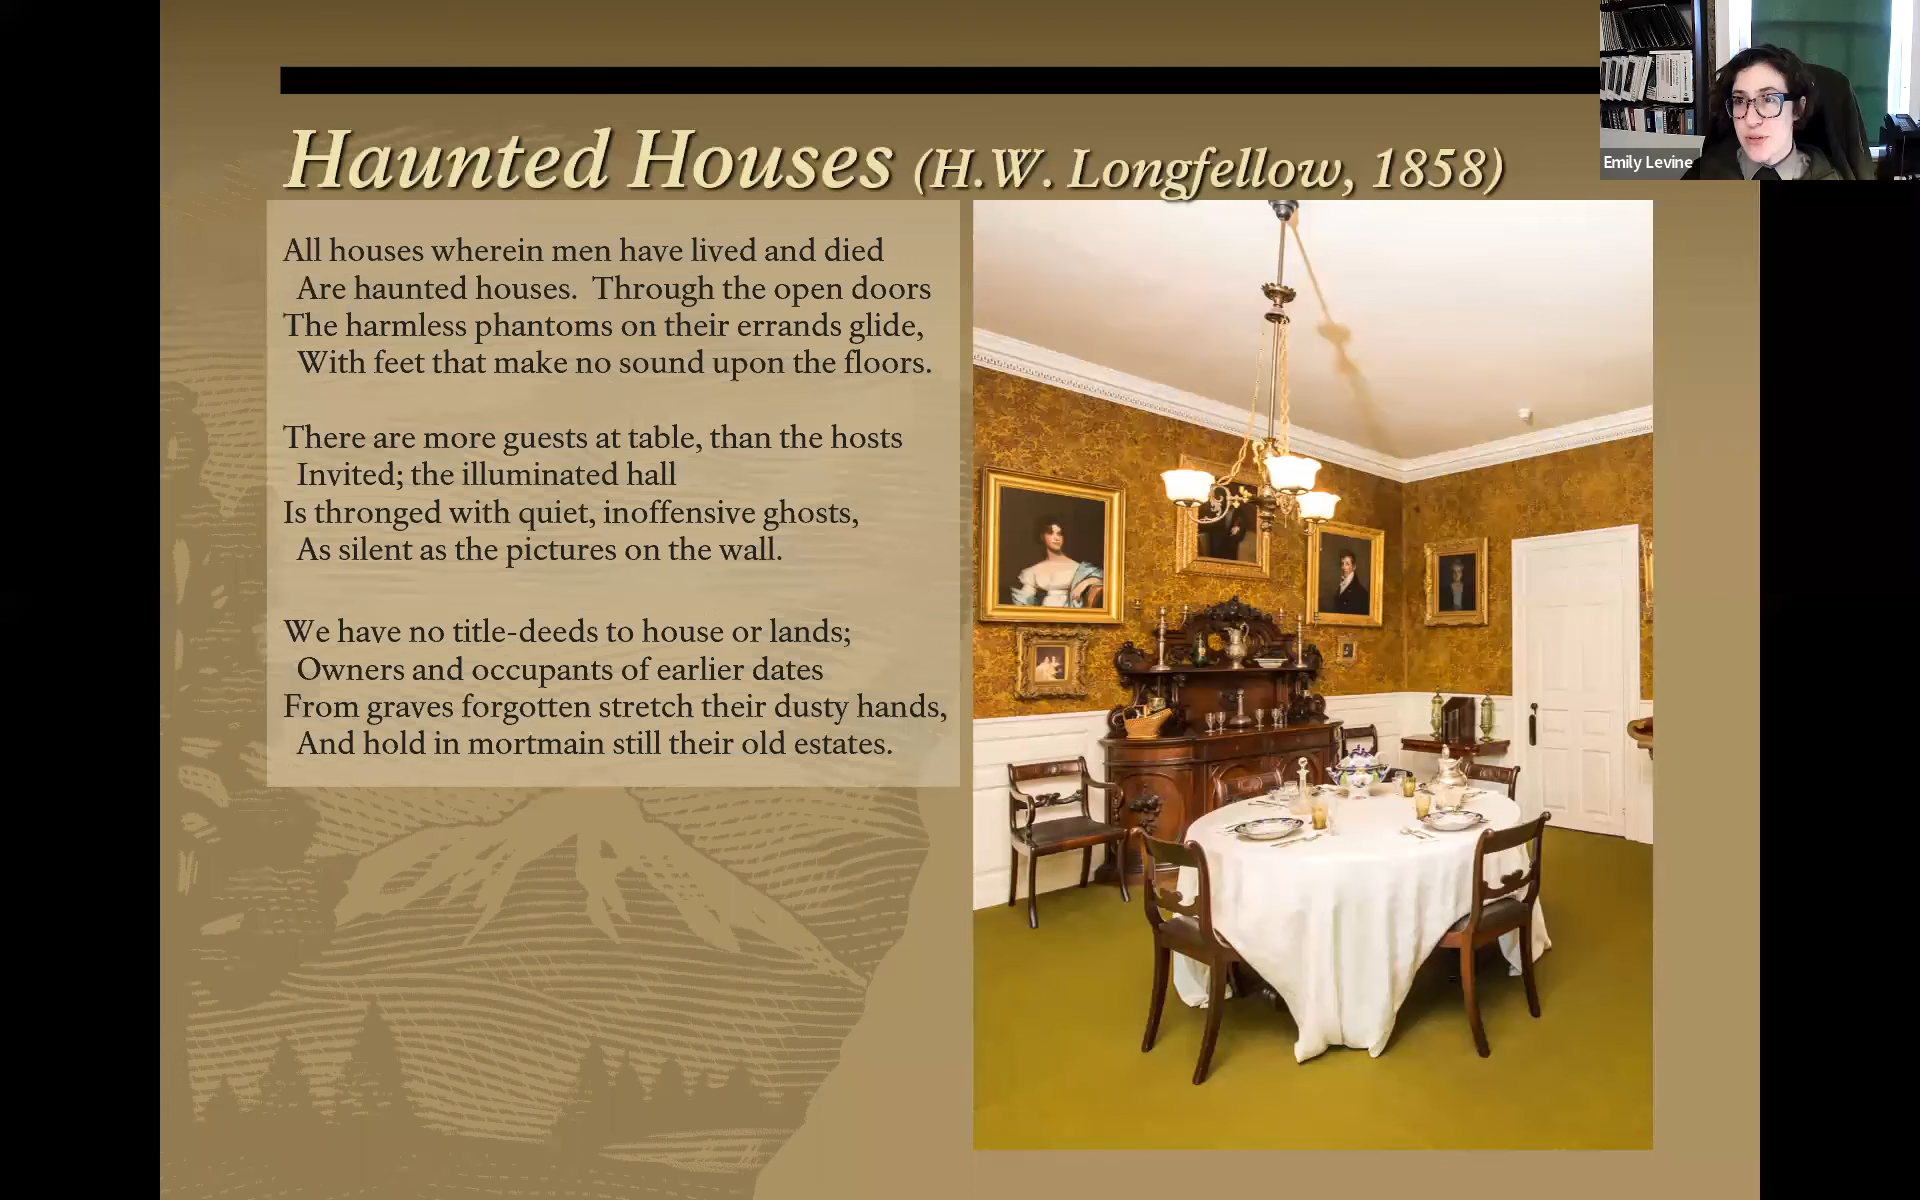 Haunted Houses (H.W. Longfellow, 1858)
Emily Levine
All houses wherein men have lived and died
Are haunted houses. Through the open doors
The harmless phantoms on their errands glide,
With feet that make no sound upon the floors.
There are more guests at table, than the hosts
Invited; the illuminated hall
Is thronged with quiet, inoffensive ghosts,
As silent as the pictures on the wall.
We have no title-deeds to house or lands;
Owners and occupants of earlier dates
From graves forgotten stretch their dusty hands,
And hold in mortmain still their old estates.